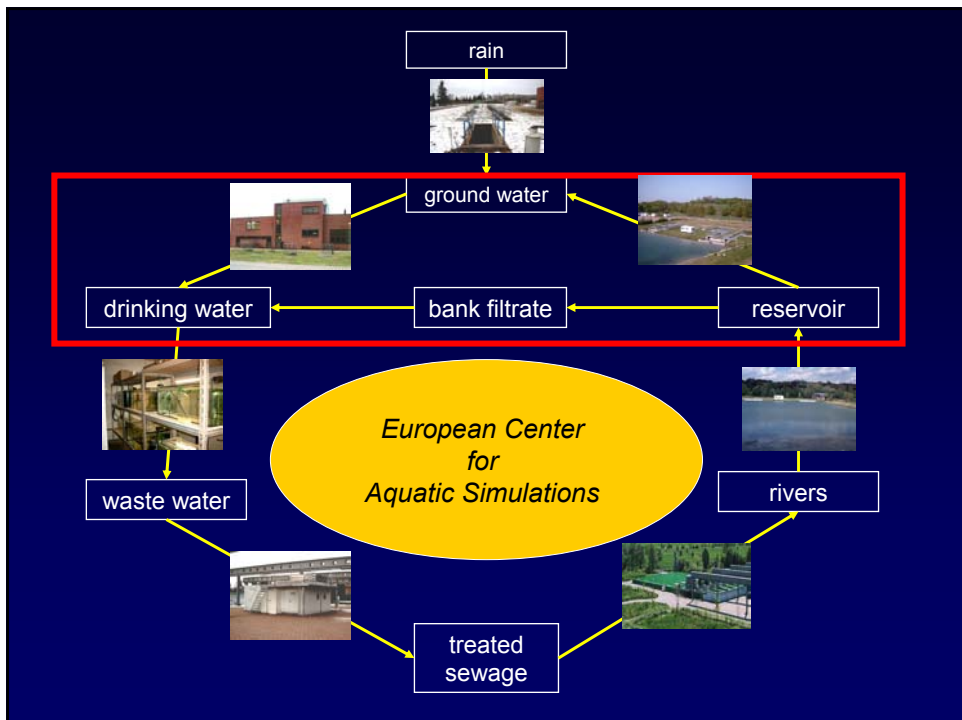 rain
ground water
drinking water
bank filtrate
reservoir
European Center
for
Aquatic Simulations
waste water
rivers
treated
sewage